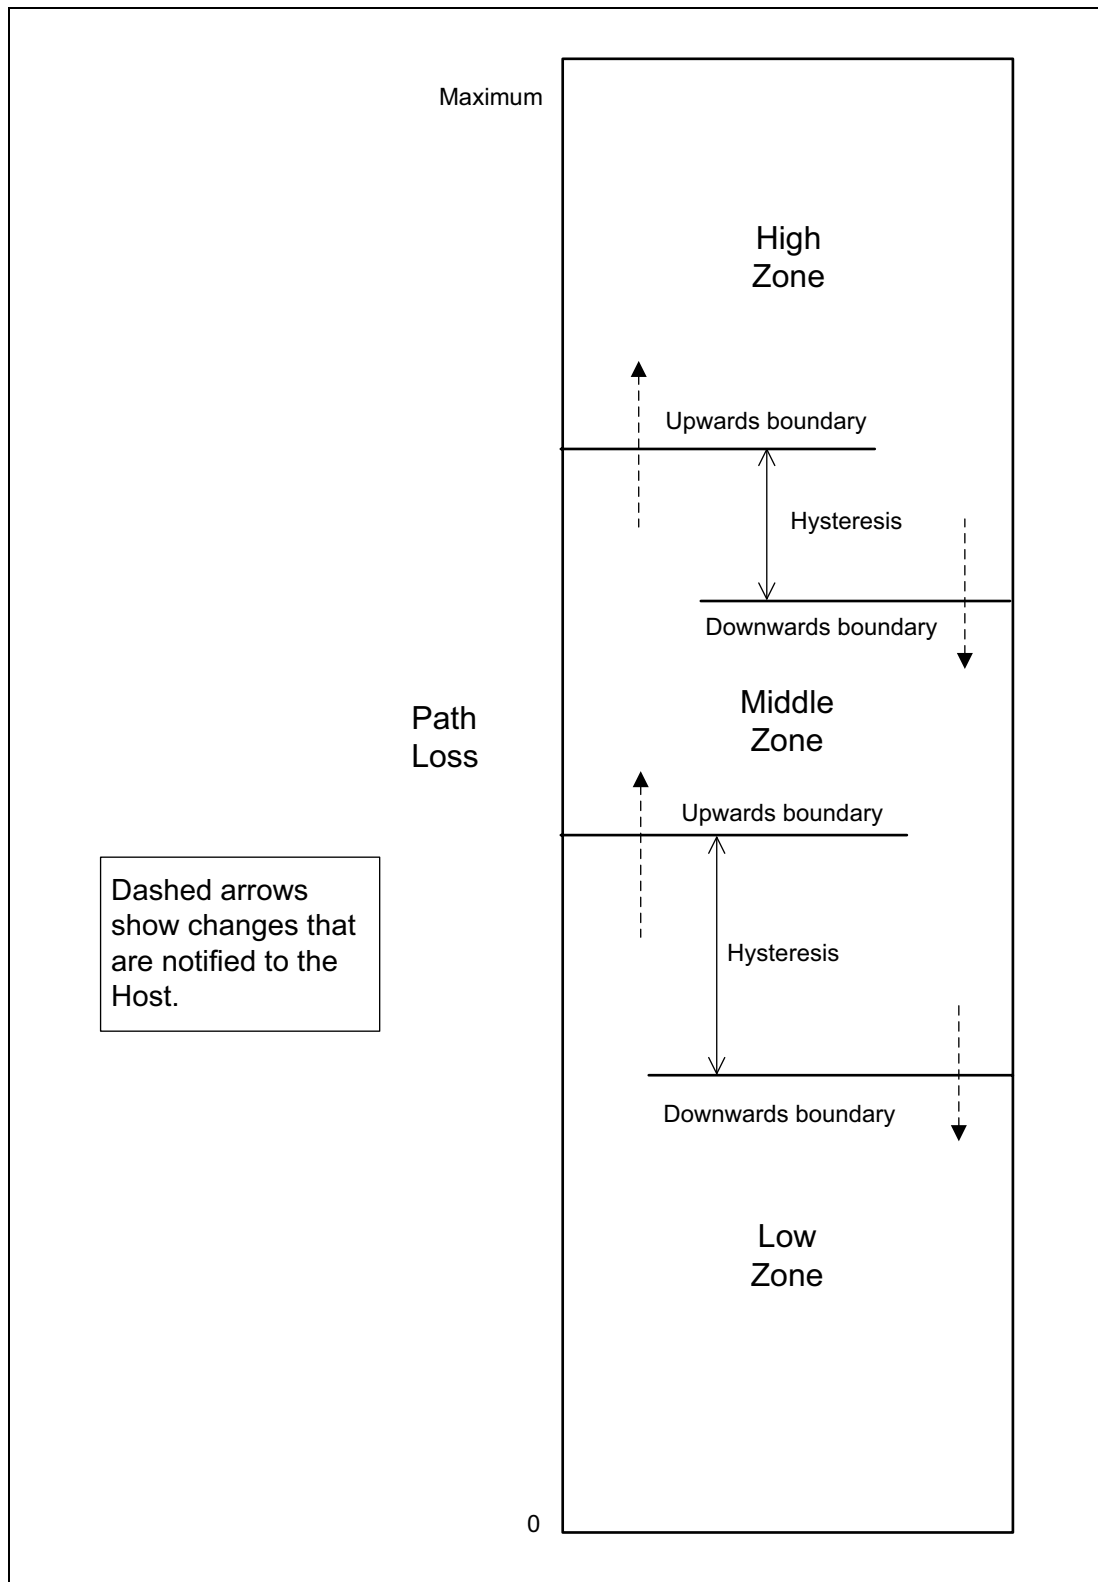 Maximum
High
Zone
Upwards boundary
Hysteresis
Downwards boundary
Middle
Zone
Path
Loss
Upwards boundary
Dashed arrows
show changes that
are notified to the
Host.
Hysteresis
Downwards boundary
Low
Zone
0